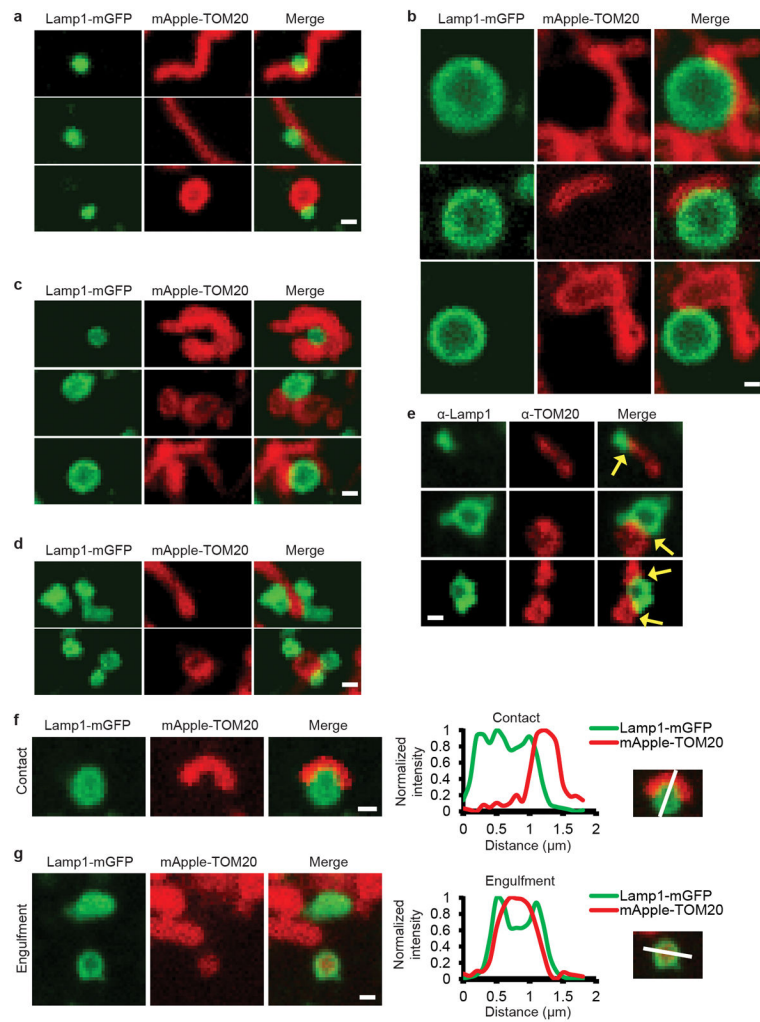 a
Lamp1-mGFP mApple-TOM20 Merge
b
Lamp1-mGFP mApple-TOM20 Merge
c
Lamp1-mGFP mApple-TOM20 Merge
d
Lamp1-mGFP mApple-TOM20 Merge
e
α-Lamp1 α-TOM20 Merge
f
Lamp1-mGFP mApple-TOM20 Merge
Contact
Contact
Lamp1-mGFP
mApple-TOM20
Normalized
intensity
1
0.8
0.6
0.4
0.2
0
0 0.5 1 1.5 2
Distance (μm)
g
Lamp1-mGFP mApple-TOM20 Merge
Engulfment
Engulfment
Lamp1-mGFP
mApple-TOM20
Normalized
intensity
1
0.8
0.6
0.4
0.2
0
0 0.5 1 1.5 2
Distance (μm)